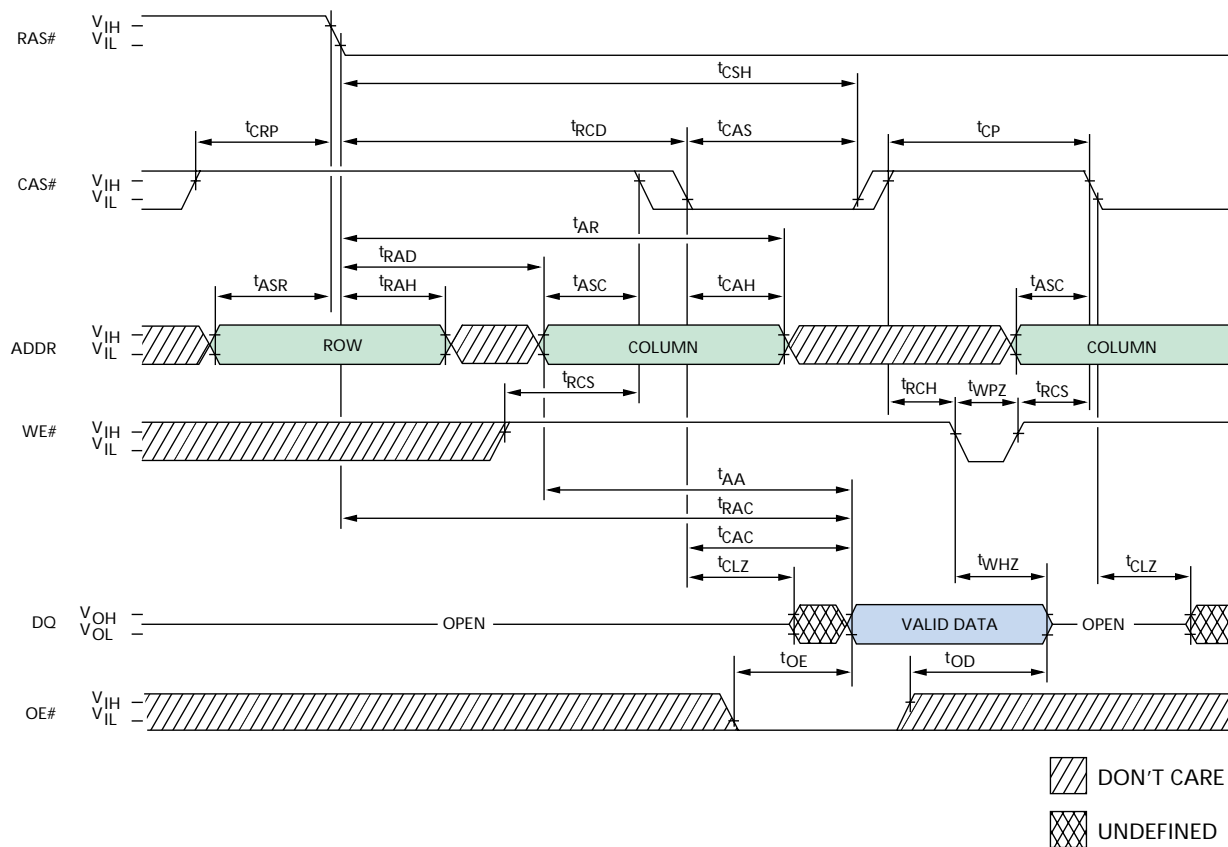 RAS# VIH VIL
tCSH
tCRP tRCD tCAS tCP
CAS# VIH VIL
tAR
tRAD
tASR tRAH tASC tCAH tASC
ADDR VIH VIL ROW COLUMN COLUMN
tRCS tRCH tWPZ tRCS
WE# VIH VIL
tAA
tRAC
tCAC
tCLZ tWHZ tCLZ
DQ VOH VOL OPEN VALID DATA OPEN
tOE tOD
OE# VIH VIL
DON'T CARE
UNDEFINED